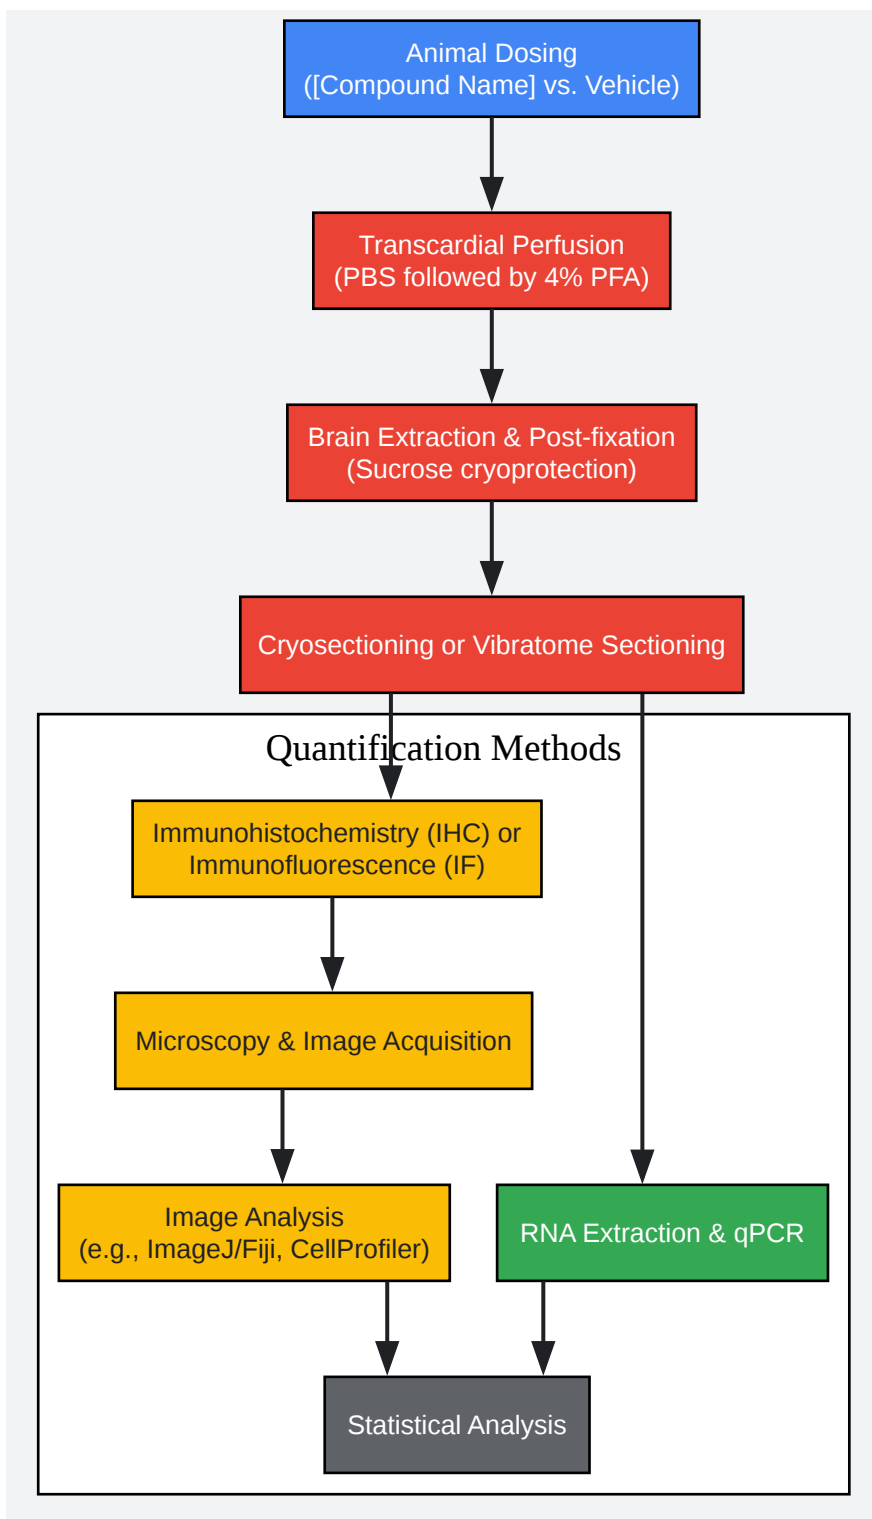 Animal Dosing
([Compound Name] vs. Vehicle)
Transcardial Perfusion
(PBS followed by 4% PFA)
Brain Extraction & Post-fixation
(Sucrose cryoprotection)
Cryosectioning or Vibratome Sectioning
Quantification Methods
Immunohistochemistry (IHC) or
Immunofluorescence (IF)
Microscopy & Image Acquisition
Image Analysis
(e.g., ImageJ/Fiji, CellProfiler)
RNA Extraction & qPCR
Statistical Analysis